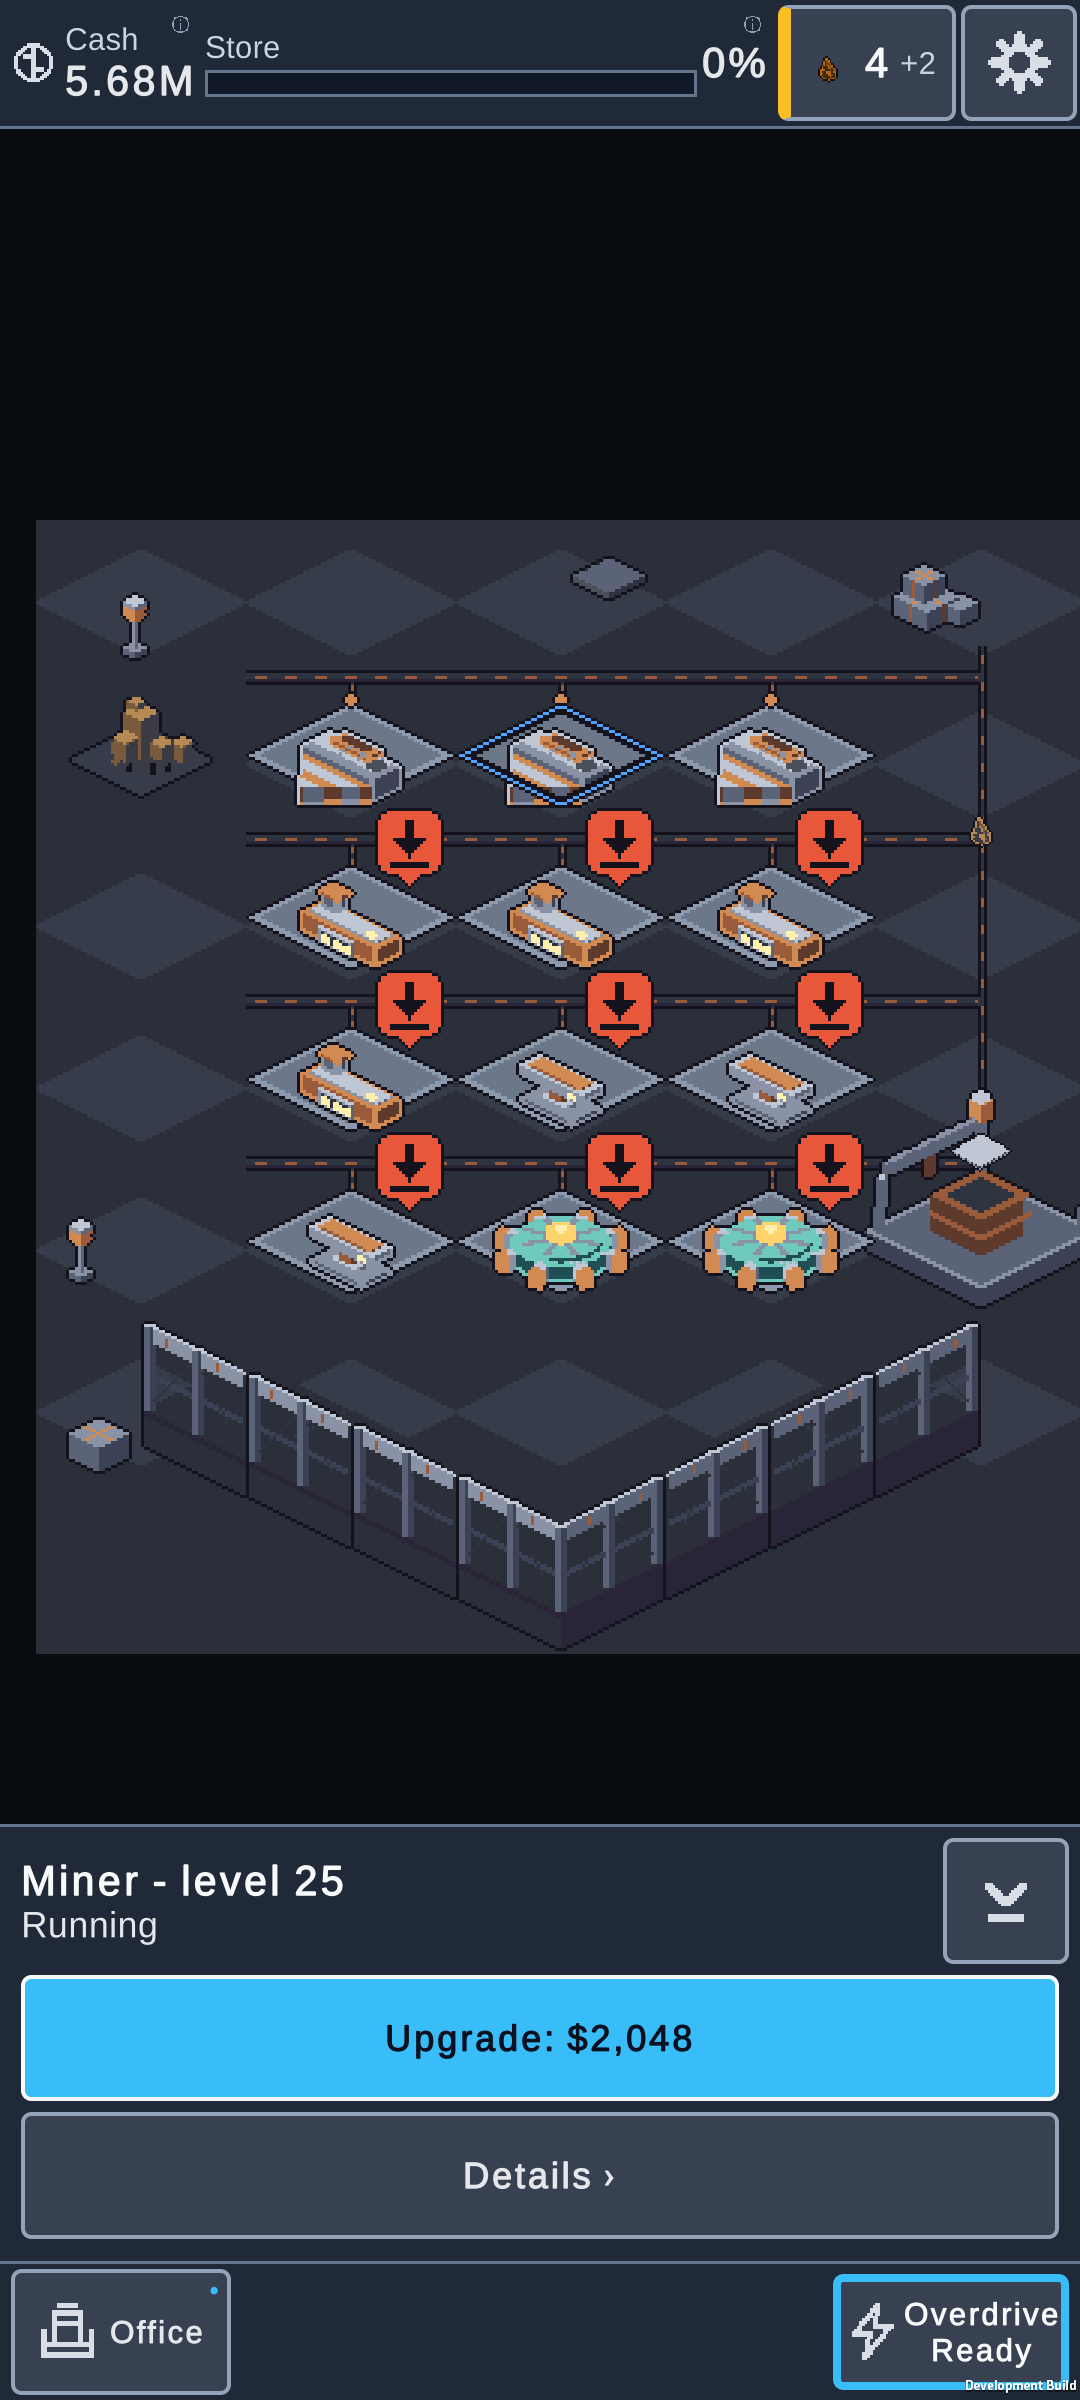 Cash
5.68M
Store
0%
4 +2
Miner - level 25
Running
Upgrade: $2,048
Details ›
Office
Overdrive
Ready
Development Build